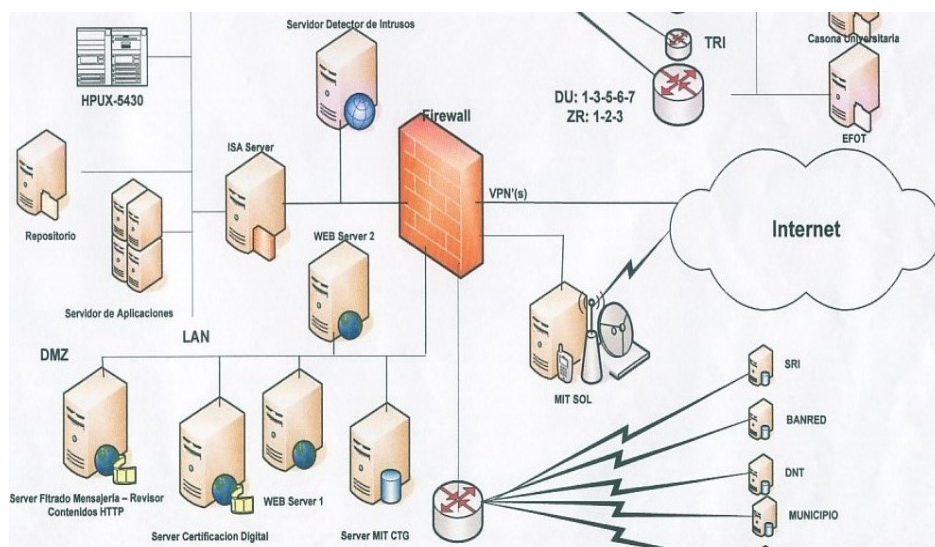 Servidor Detector de Intrusos
TRI
Casona Universitaria
HPUX-5430
DU: 1-3-5-6-7
ZR: 1-2-3
Firewall
EFOT
ISA Server
VPN'(s)
Internet
Repositorio
WEB Server 2
Servidor de Aplicaciones
LAN
DMZ
MIT SOL
SRI
BANRED
DNT
MUNICIPIO
Server Fltrado Mensajería – Revisor
Contenidos HTTP
WEB Server 1
Server Certificacion Digital
Server MIT CTG